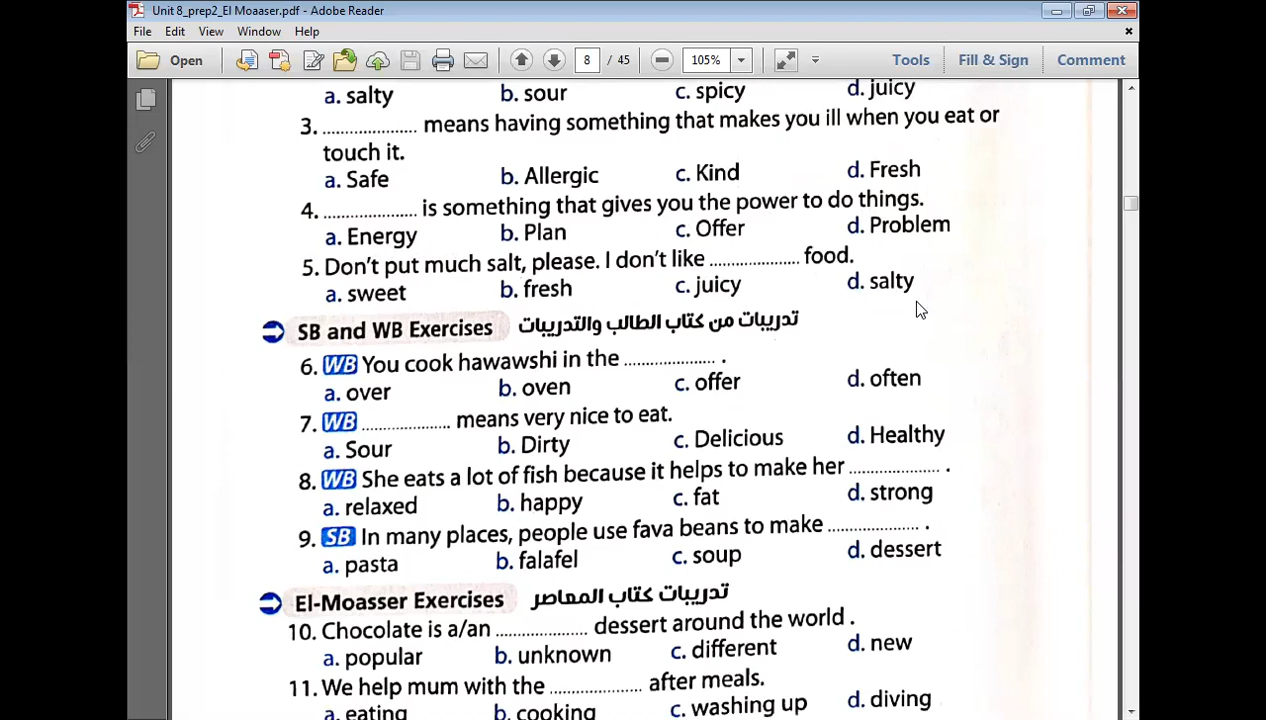 Unit 8_prep2_El Moaaser.pdf - Adobe Reader
File Edit View Window Help
Open 8 / 45 105% Tools Fill & Sign Comment
a. salty b. sour c. spicy d. juicy
3. .................... means having something that makes you ill when you eat or
touch it.
a. Safe b. Allergic c. Kind d. Fresh
4. .................... is something that gives you the power to do things.
a. Energy b. Plan c. Offer d. Problem
5. Don't put much salt, please. I don't like .................... food.
a. sweet b. fresh c. juicy d. salty
SB and WB Exercises تدريبات من كتاب الطالب والتدريبات
6. WB You cook hawawshi in the .................... .
a. over b. oven c. offer d. often
7. WB .................... means very nice to eat.
a. Sour b. Dirty c. Delicious d. Healthy
8. WB She eats a lot of fish because it helps to make her .................... .
a. relaxed b. happy c. fat d. strong
9. SB In many places, people use fava beans to make .................... .
a. pasta b. falafel c. soup d. dessert
El-Moasser Exercises تدريبات كتاب المعاصر
10. Chocolate is a/an .................... dessert around the world .
a. popular b. unknown c. different d. new
11. We help mum with the .................... after meals.
a. eating b. cooking c. washing up d. diving